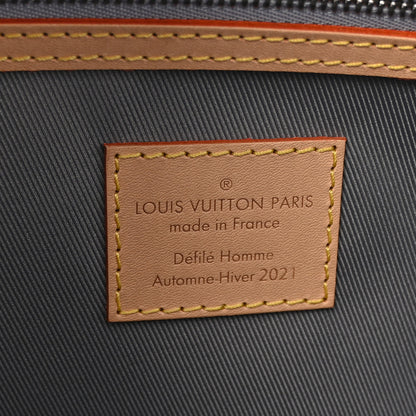 ®
LOUIS VUITTON PARIS
made in France
Défilé Homme
Automne-Hiver 2021